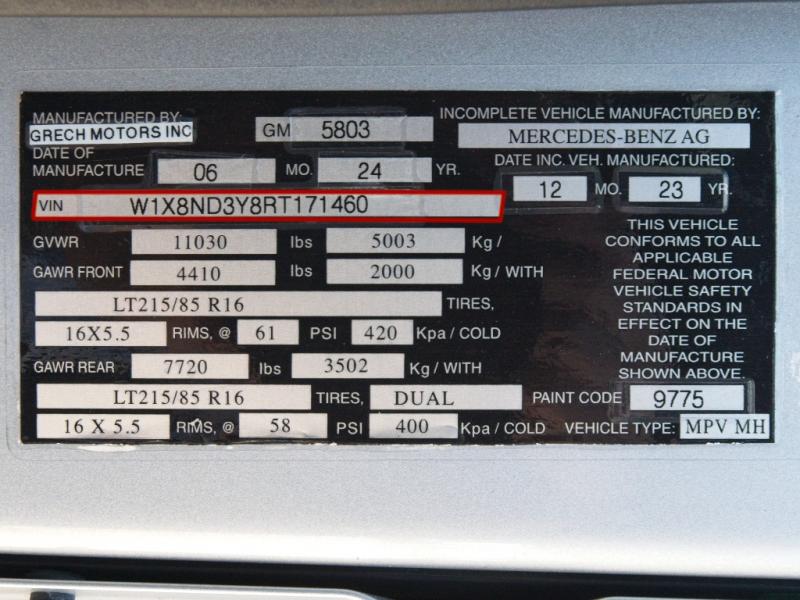 MANUFACTURED BY:
GRECH MOTORS INC
GM 5803
INCOMPLETE VEHICLE MANUFACTURED BY:
MERCEDES-BENZ AG
DATE OF
MANUFACTURE 06 MO. 24 YR.
DATE INC. VEH. MANUFACTURED:
12 MO. 23 YR.
VIN W1X8ND3Y8RT171460
GVWR 11030 lbs 5003 Kg /
GAWR FRONT 4410 lbs 2000 Kg / WITH
LT215/85 R16 TIRES,
16X5.5 RIMS, @ 61 PSI 420 Kpa / COLD
GAWR REAR 7720 lbs 3502 Kg / WITH
LT215/85 R16 TIRES, DUAL
16 X 5.5 RIMS, @ 58 PSI 400 Kpa / COLD
THIS VEHICLE
CONFORMS TO ALL
APPLICABLE
FEDERAL MOTOR
VEHICLE SAFETY
STANDARDS IN
EFFECT ON THE
DATE OF
MANUFACTURE
SHOWN ABOVE.
PAINT CODE 9775
VEHICLE TYPE: MPV MH